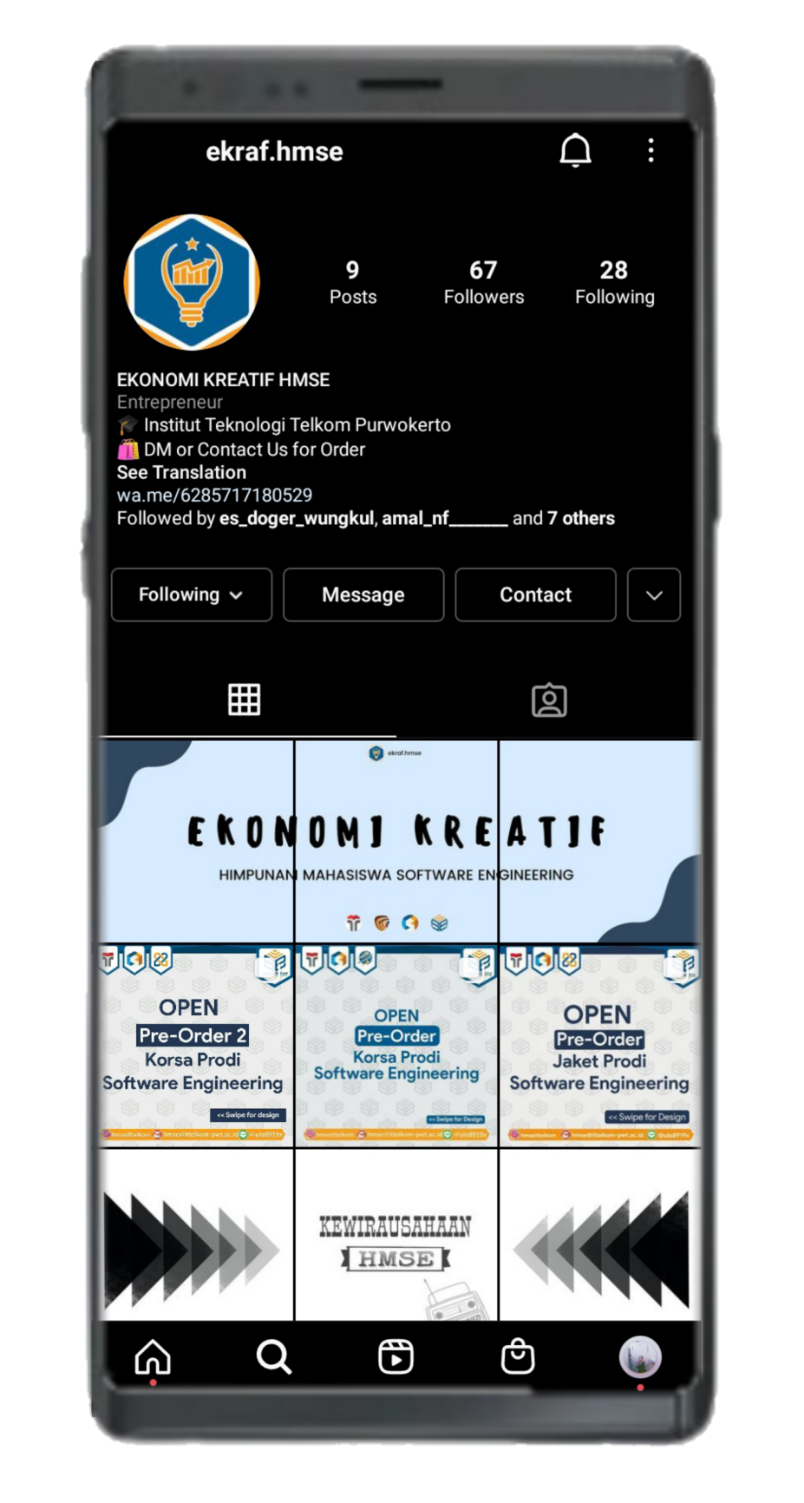 ekraf.hmse
9
Posts
67
Followers
28
Following
EKONOMI KREATIF HMSE
Entrepreneur
🎓 Institut Teknologi Telkom Purwokerto
🛍️ DM or Contact Us for Order
See Translation
wa.me/6285717180529
Followed by es_doger_wungkul, amal_nf_______ and 7 others
Following
Message
Contact
ekraf.hmse
EKONOMI KREATIF
HIMPUNAN MAHASISWA SOFTWARE ENGINEERING
OPEN
Pre-Order 2
Korsa Prodi
Software Engineering
<< Swipe for design
OPEN
Pre-Order
Korsa Prodi
Software Engineering
<< Swipe for Design
OPEN
Pre-Order
Jaket Prodi
Software Engineering
<< Swipe for Design
KEWIRAUSAHAAN
HMSE